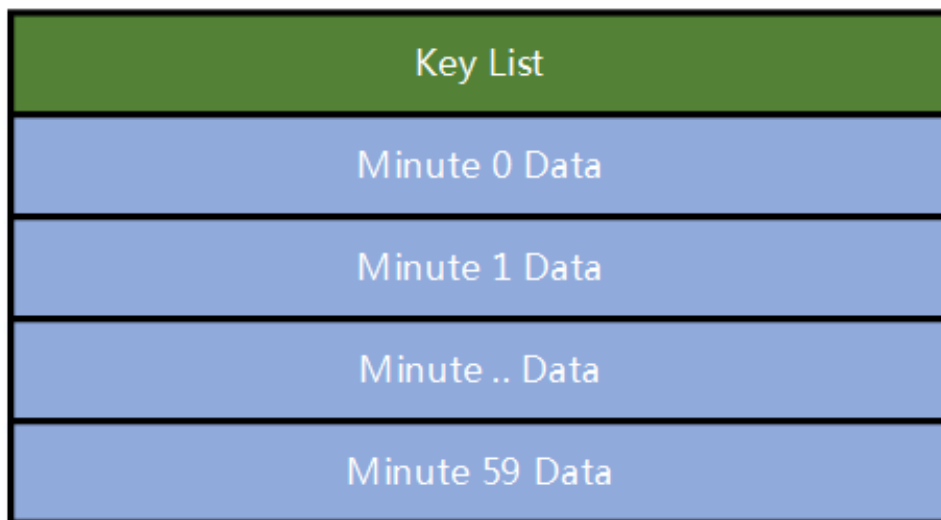 Key List
Minute 0 Data
Minute 1 Data
Minute .. Data
Minute 59 Data